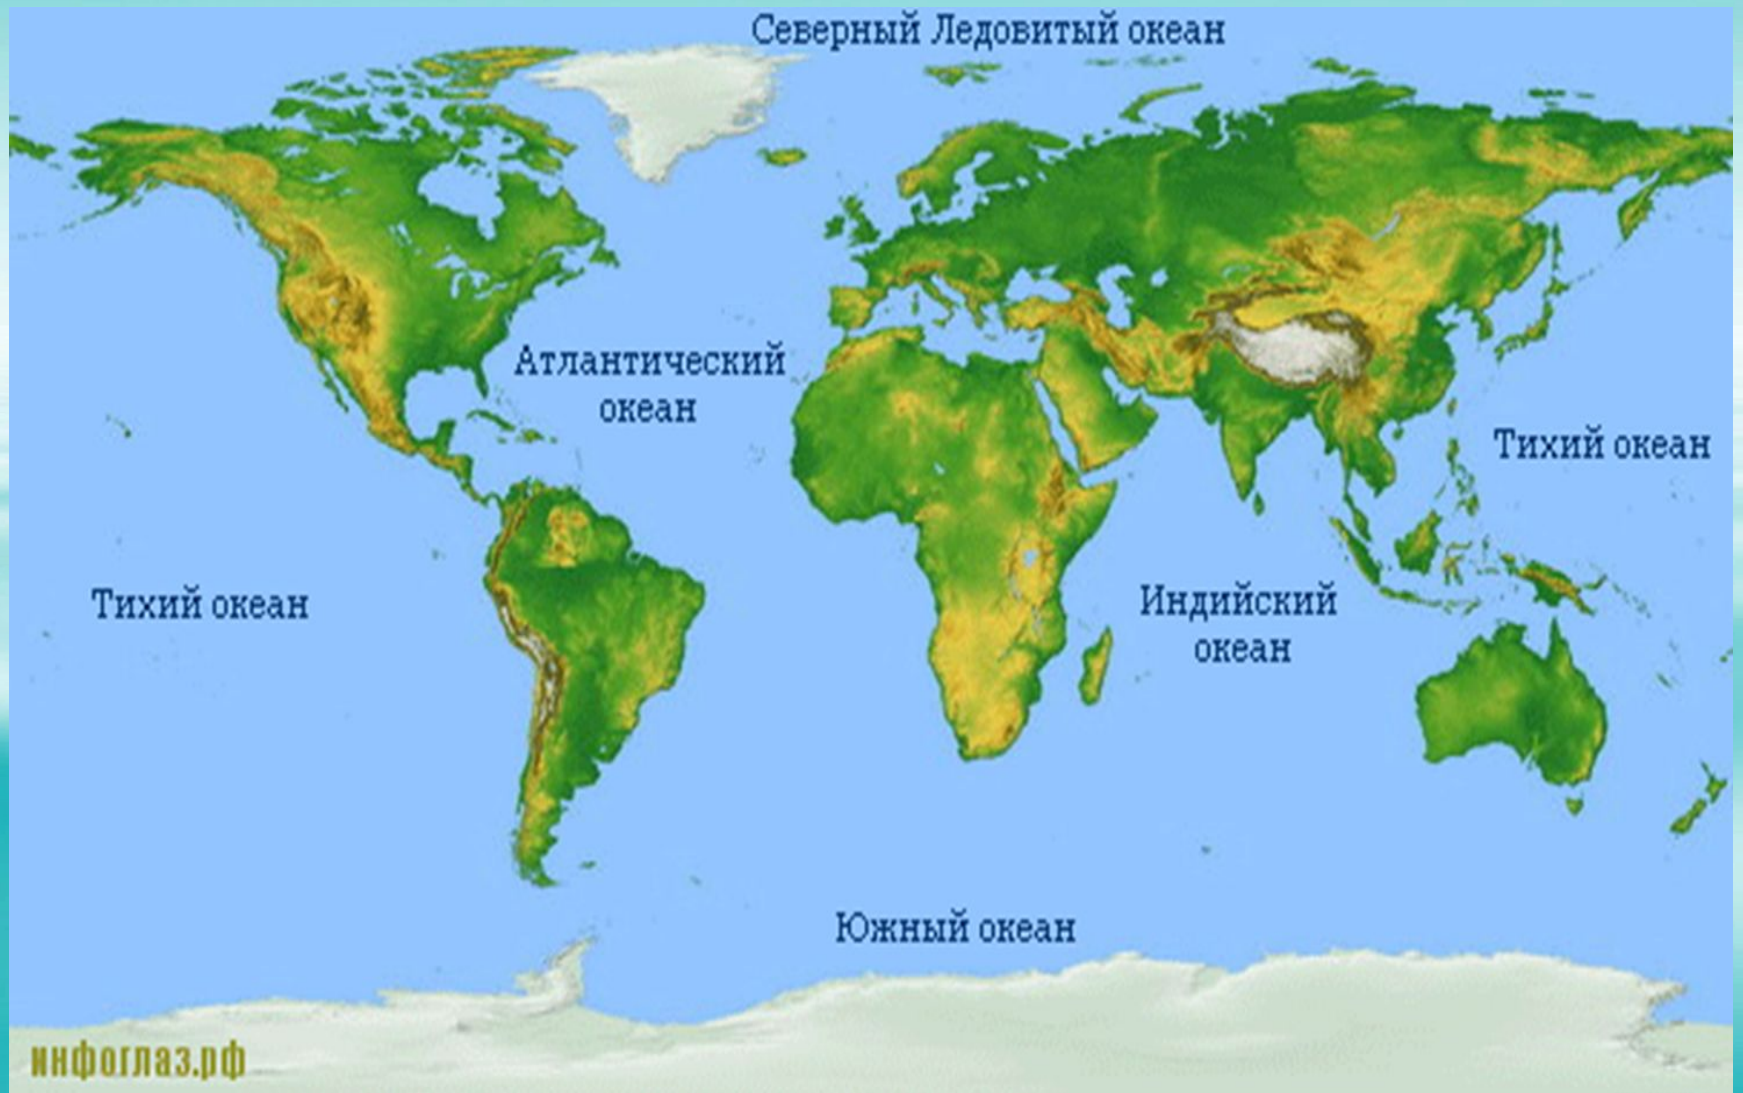 Северный Ледовитый океан
Атлантический
океан
Тихий океан
Тихий океан
Индийский
океан
Южный океан
инфоглаз.рф